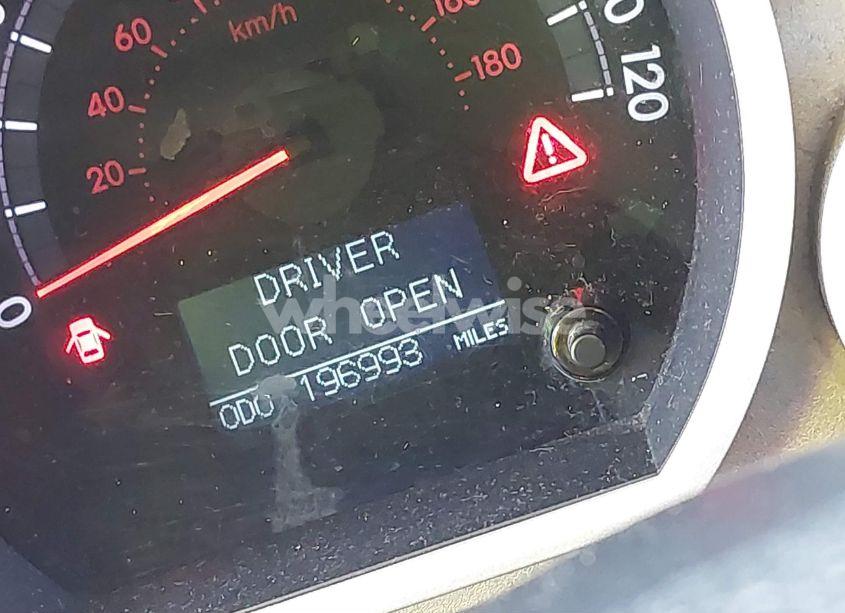 60
km/h
160
180
120
40
20
0
DRIVER
DOOR OPEN
ODO 196993 MILES
wheelwise